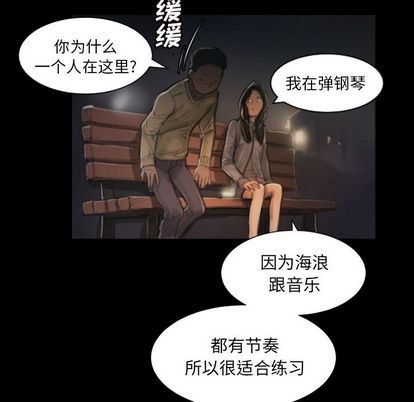 缓缓
你为什么
一个人在这里?
我在弹钢琴
因为海浪
跟音乐
都有节奏
所以很适合练习